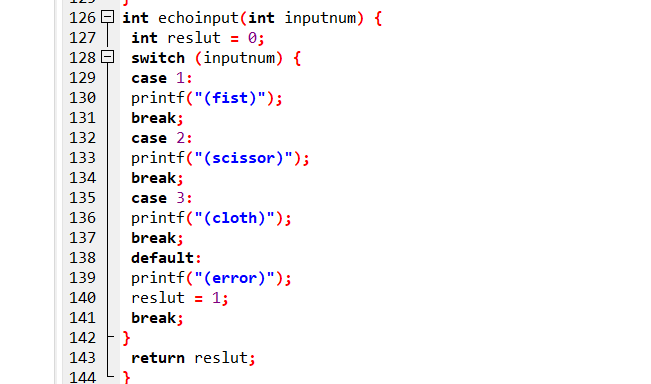 125 }
126 int echoinput(int inputnum) {
127 int reslut = 0;
128 switch (inputnum) {
129 case 1:
130 printf("(fist)");
131 break;
132 case 2:
133 printf("(scissor)");
134 break;
135 case 3:
136 printf("(cloth)");
137 break;
138 default:
139 printf("(error)");
140 reslut = 1;
141 break;
142 }
143 return reslut;
144 }